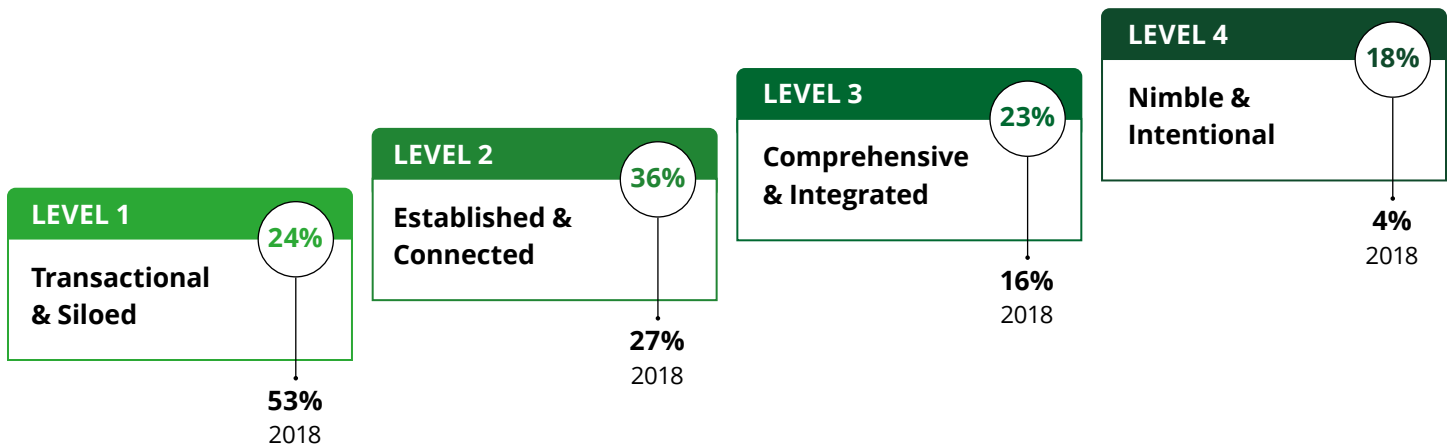 LEVEL 1
24%
Transactional
& Siloed
53%
2018
LEVEL 2
36%
Established &
Connected
27%
2018
LEVEL 3
23%
Comprehensive
& Integrated
16%
2018
LEVEL 4
18%
Nimble &
Intentional
4%
2018